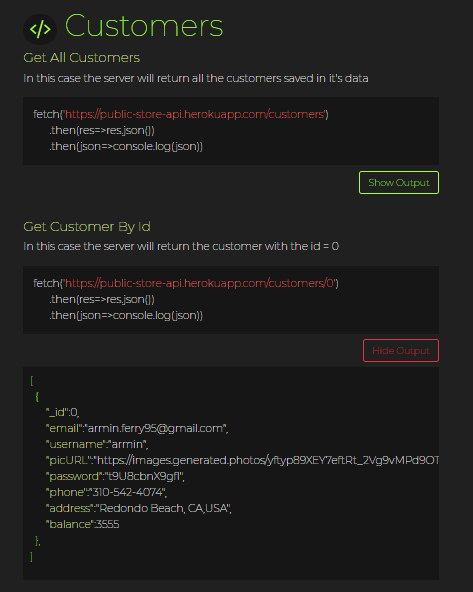 </> Customers
Get All Customers
In this case the server will return all the customers saved in it's data
fetch('https://public-store-api.herokuapp.com/customers')
.then(res=>res.json())
.then(json=>console.log(json))
Show Output
Get Customer By Id
In this case the server will return the customer with the id = 0
fetch('https://public-store-api.herokuapp.com/customers/0')
.then(res=>res.json())
.then(json=>console.log(json))
Hide Output
[
{
"_id":0,
"email":"armin.ferry95@gmail.com",
"username":"armin",
"picURL":"https://images.generated.photos/yftyp89XEY7eftRt_2Vg9vMPd9OT
"password":"t9U8cbnX9gfl",
"phone":"310-542-4074",
"address":"Redondo Beach, CA,USA",
"balance":3555
},
]